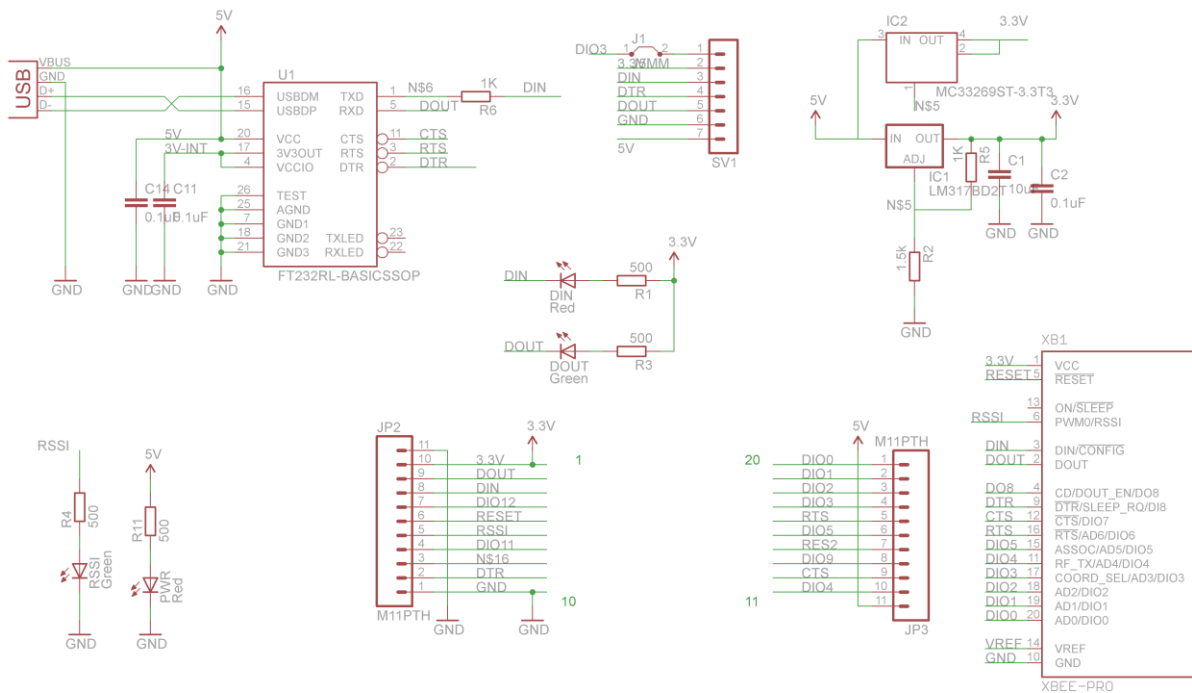 5V
USB
VBUS
GND
D+
D-
U1
16 USBDM TXD 1 N$6 1K DIN
15 USBDP RXD 5 DOUT R6
5V 20 VCC CTS 11 CTS
3V-INT 17 3V3OUT RTS 3 RTS
4 VCCIO DTR 2 DTR
26 TEST
25 AGND
7 GND1
18 GND2 TXLED 23
21 GND3 RXLED 22
C14 C11
0.1uF 0.1uF
FT232RL-BASICSSOP
GND GND GND GND
J1
DIO3 1 2 1
3.3V 2
DIN 3
DTR 4
DOUT 5
GND 6
5V 7
SV1
IC2
3 IN OUT 4 3.3V
2
1 MC33269ST-3.3T3
N$5
5V 3.3V
IN OUT
ADJ
IC1
LM317BD2T
1K R5
C1
10uF
C2
0.1uF
N$5
1.5k R2
GND GND
GND
3.3V
DIN 500
DIN R1
Red
DOUT 500
DOUT R3
Green
RSSI
R4
500
RSSI
Green
GND
5V
R11
500
PWR
Red
GND
JP2
3.3V
11
10 3.3V 1
9 DOUT
8 DIN
7 DIO12
6 RESET
5 RSSI
4 DIO11
3 N$16
2 DTR
1 GND 10
M11PTH GND GND
5V
M11PTH
20 DIO0 1
DIO1 2
DIO2 3
DIO3 4
RTS 5
DIO5 6
RES2 7
DIO9 8
CTS 9
11 DIO4 10
11
JP3
XB1
3.3V 1 VCC
RESET 5 RESET
13 ON/SLEEP
RSSI 6 PWM0/RSSI
DIN 3 DIN/CONFIG
DOUT 2 DOUT
DO8 4 CD/DOUT_EN/DO8
DTR 9 DTR/SLEEP_RQ/DI8
CTS 12 CTS/DIO7
RTS 16 RTS/AD6/DIO6
DIO5 15 ASSOC/AD5/DIO5
DIO4 11 RF_TX/AD4/DIO4
DIO3 17 COORD_SEL/AD3/DIO3
DIO2 18 AD2/DIO2
DIO1 19 AD1/DIO1
DIO0 20 AD0/DIO0
VREF 14 VREF
GND 10 GND
XBEE-PRO